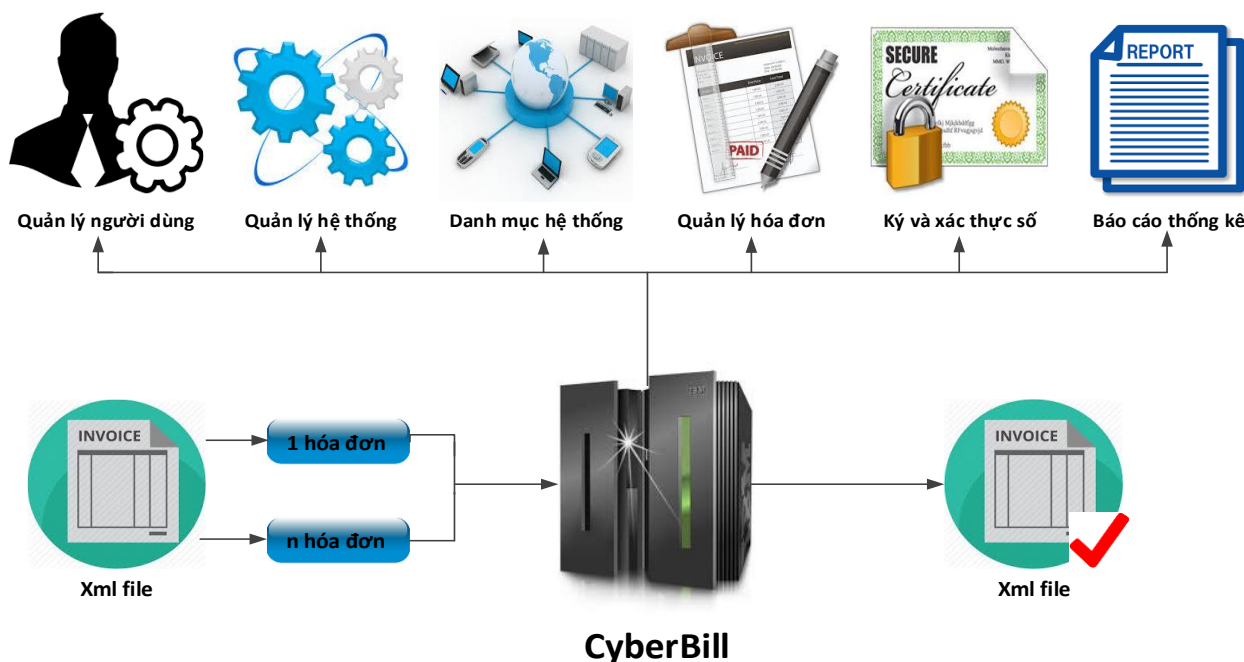 INVOICE
PAID
SECURE
Certificate
REPORT
Quản lý người dùng
Quản lý hệ thống
Danh mục hệ thống
Quản lý hóa đơn
Ký và xác thực số
Báo cáo thống kê
IBM
INVOICE
1 hóa đơn
n hóa đơn
Xml file
INVOICE
Xml file
CyberBill